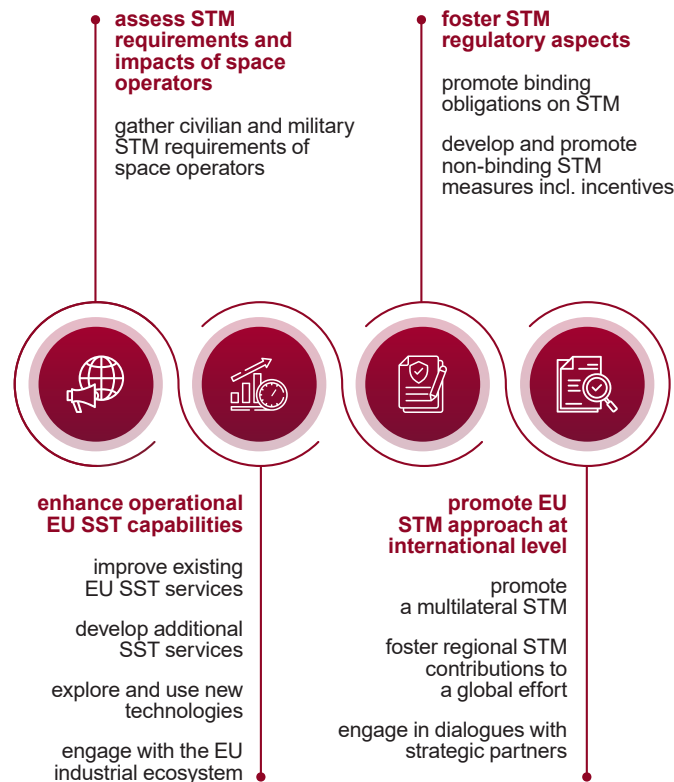 assess STM
requirements and
impacts of space
operators
gather civilian and military
STM requirements of
space operators
foster STM
regulatory aspects
promote binding
obligations on STM
develop and promote
non-binding STM
measures incl. incentives
enhance operational
EU SST capabilities
improve existing
EU SST services
develop additional
SST services
explore and use new
technologies
engage with the EU
industrial ecosystem
promote EU
STM approach at
international level
promote
a multilateral STM
foster regional STM
contributions to
a global effort
engage in dialogues with
strategic partners